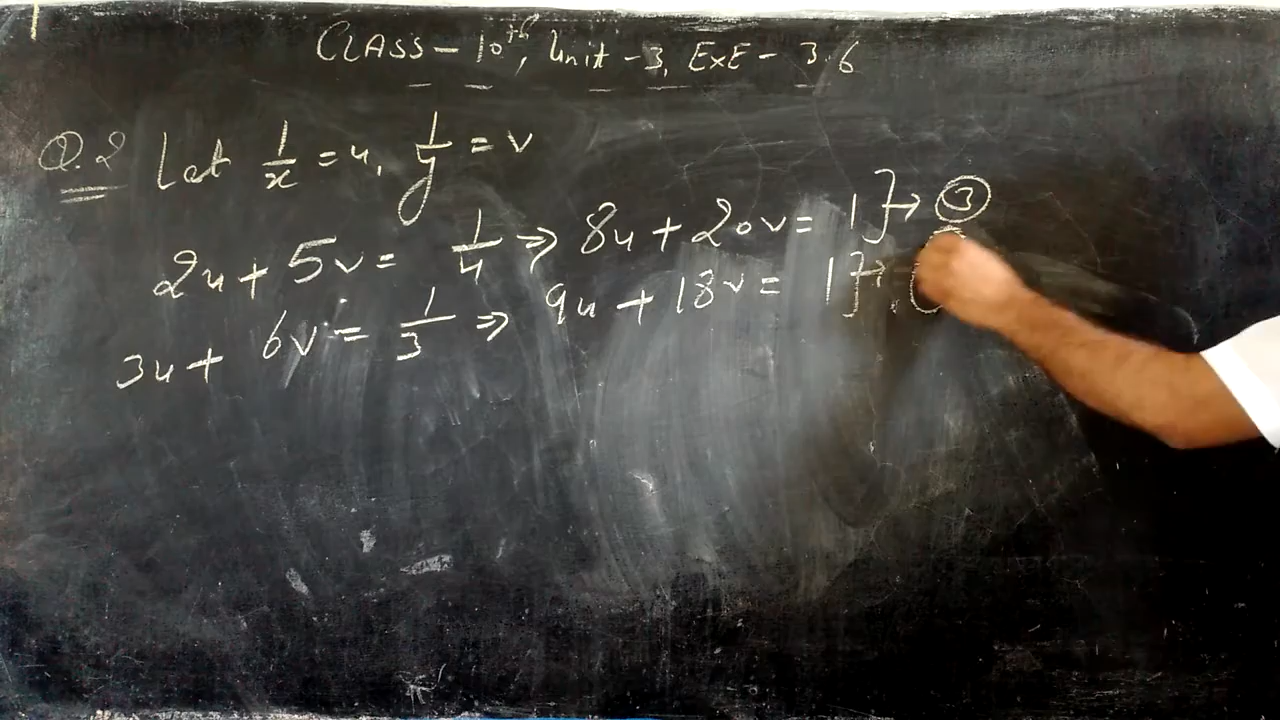 CLASS - 10th, Unit - 3, EXE - 3.6
Q.2 Let 1/x = u, 1/y = v
2u + 5v = 1/4 ⇒ 8u + 20v = 1} → ③
3u + 6v = 1/3 ⇒ 9u + 18v = 1} →